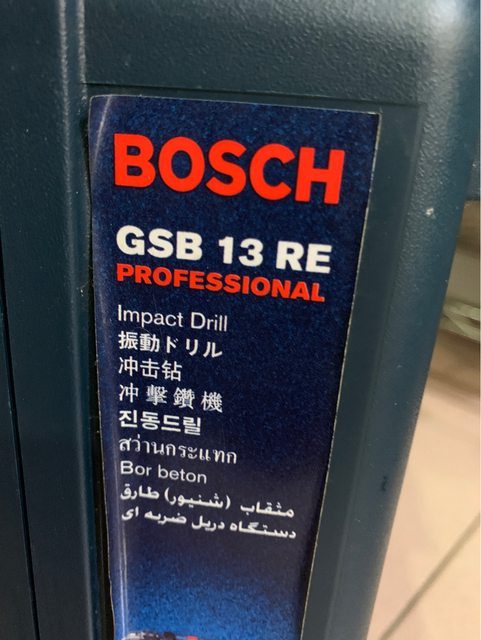 BOSCH
GSB 13 RE
PROFESSIONAL
Impact Drill
振動ドリル
冲击钻
冲擊鑽機
진동드릴
สว่านกระแทก
Bor beton
مثقاب (شنيور) طارق
دستگاه دریل ضربه ای